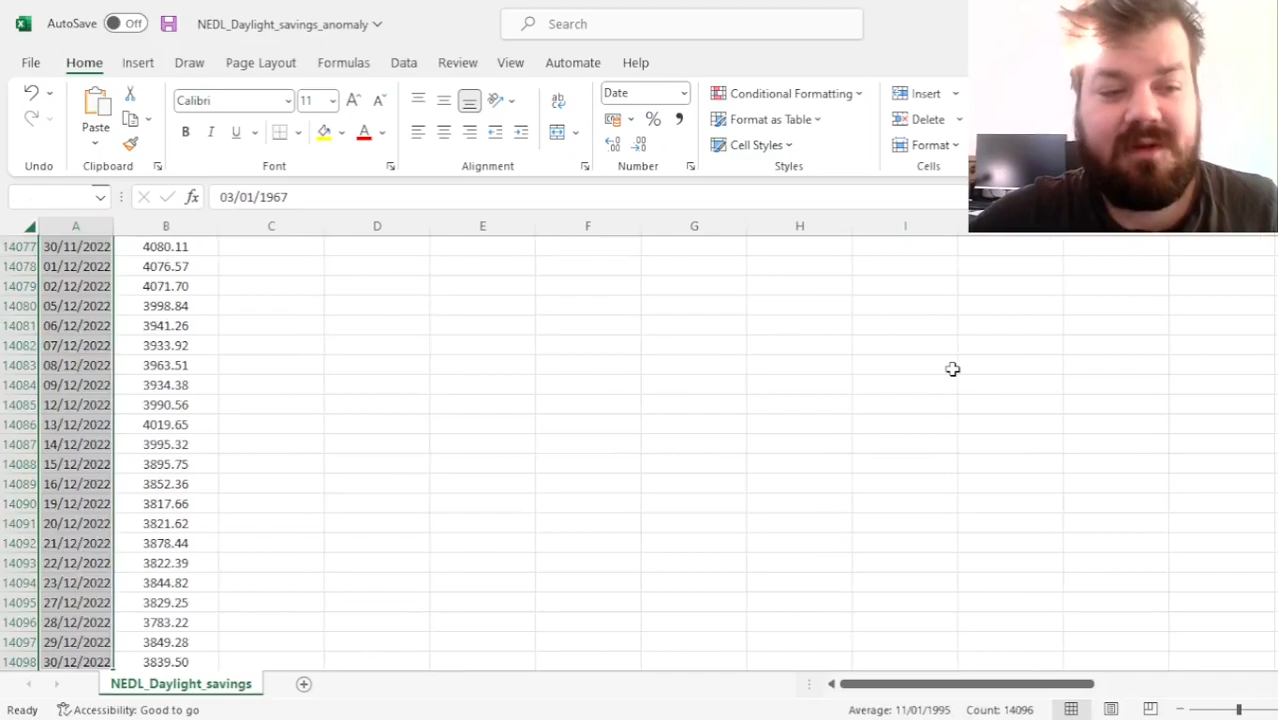 AutoSave Off NEDL_Daylight_savings_anomaly Search
File Home Insert Draw Page Layout Formulas Data Review View Automate Help
Calibri 11 Date Conditional Formatting Insert
Paste B I U A Format as Table Delete
Cell Styles Format
Undo Clipboard Font Alignment Number Styles Cells
fx 03/01/1967
A B C D E F G H I
14077 30/11/2022 4080.11
14078 01/12/2022 4076.57
14079 02/12/2022 4071.70
14080 05/12/2022 3998.84
14081 06/12/2022 3941.26
14082 07/12/2022 3933.92
14083 08/12/2022 3963.51
14084 09/12/2022 3934.38
14085 12/12/2022 3990.56
14086 13/12/2022 4019.65
14087 14/12/2022 3995.32
14088 15/12/2022 3895.75
14089 16/12/2022 3852.36
14090 19/12/2022 3817.66
14091 20/12/2022 3821.62
14092 21/12/2022 3878.44
14093 22/12/2022 3822.39
14094 23/12/2022 3844.82
14095 27/12/2022 3829.25
14096 28/12/2022 3783.22
14097 29/12/2022 3849.28
14098 30/12/2022 3839.50
NEDL_Daylight_savings
Ready Accessibility: Good to go Average: 11/01/1995 Count: 14096